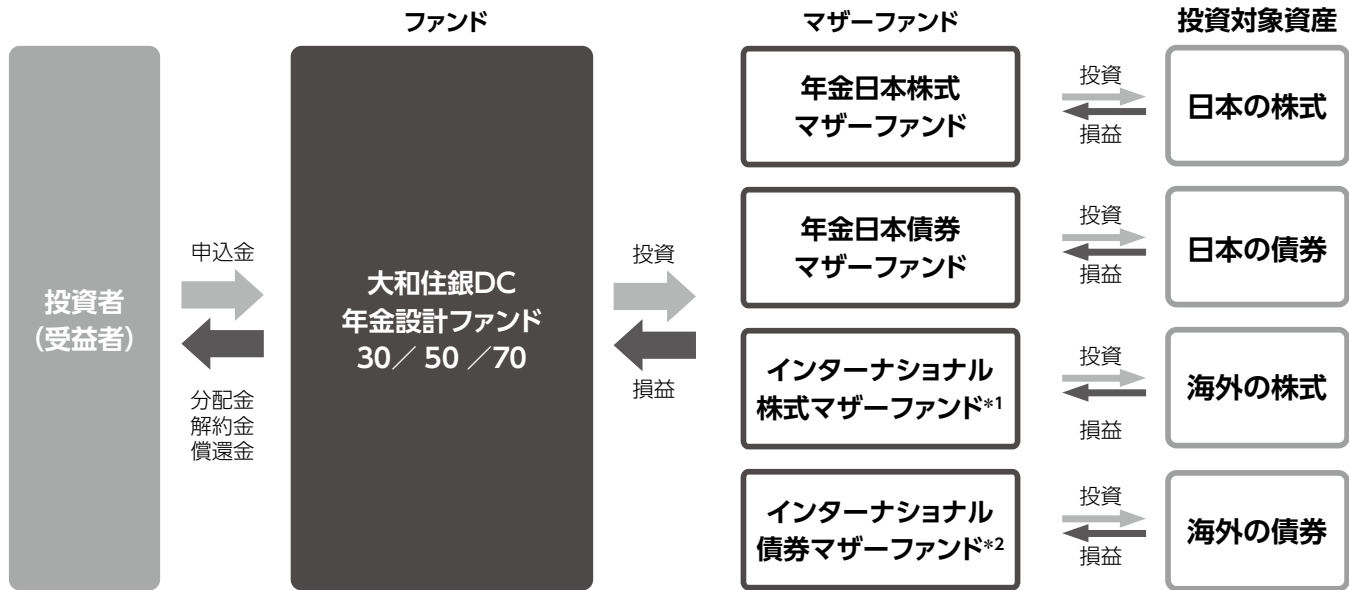 ファンド
マザーファンド
投資対象資産
投資者
(受益者)
申込金
分配金
解約金
償還金
大和住銀DC
年金設計ファンド
30／ 50 ／70
投資
損益
年金日本株式
マザーファンド
投資
損益
日本の株式
年金日本債券
マザーファンド
投資
損益
日本の債券
インターナショナル
株式マザーファンド*1
投資
損益
海外の株式
インターナショナル
債券マザーファンド*2
投資
損益
海外の債券